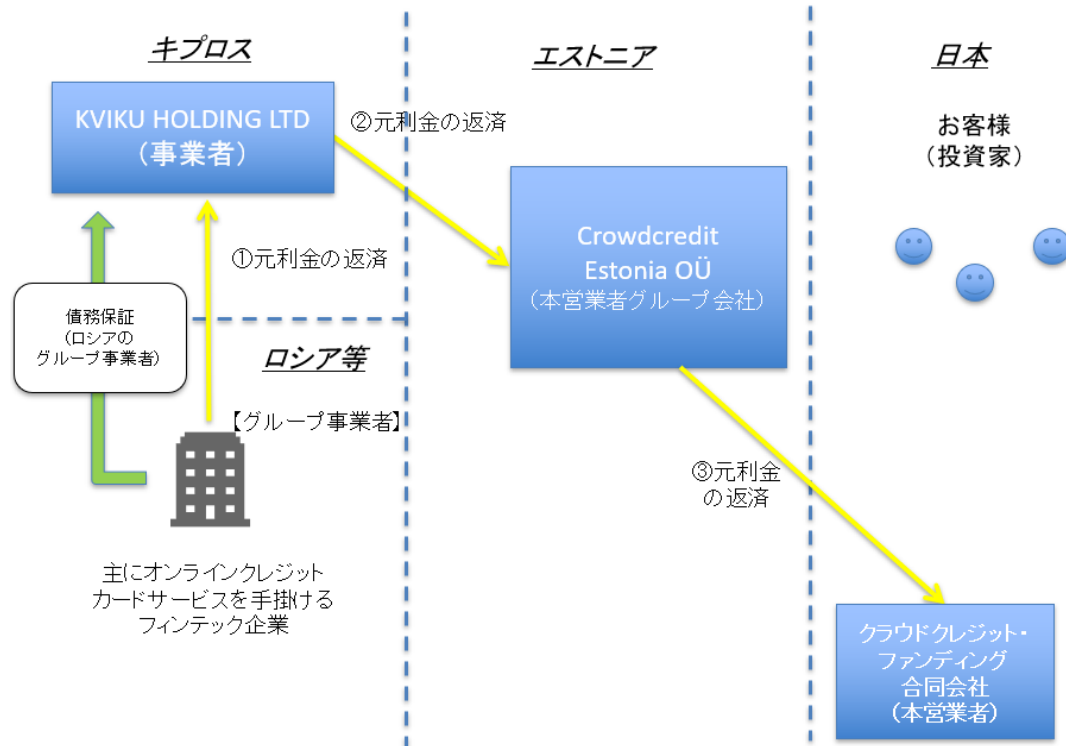 キプロス
KVIKU HOLDING LTD
（事業者）
②元利金の返済
①元利金の返済
債務保証
(ロシアの
グループ事業者)
ロシア等
【グループ事業者】
主にオンラインクレジット
カードサービスを手掛ける
フィンテック企業
エストニア
Crowdcredit
Estonia OÜ
（本営業者グループ会社）
③元利金
の返済
日本
お客様
（投資家）
クラウドクレジット・
ファンディング
合同会社
（本営業者）